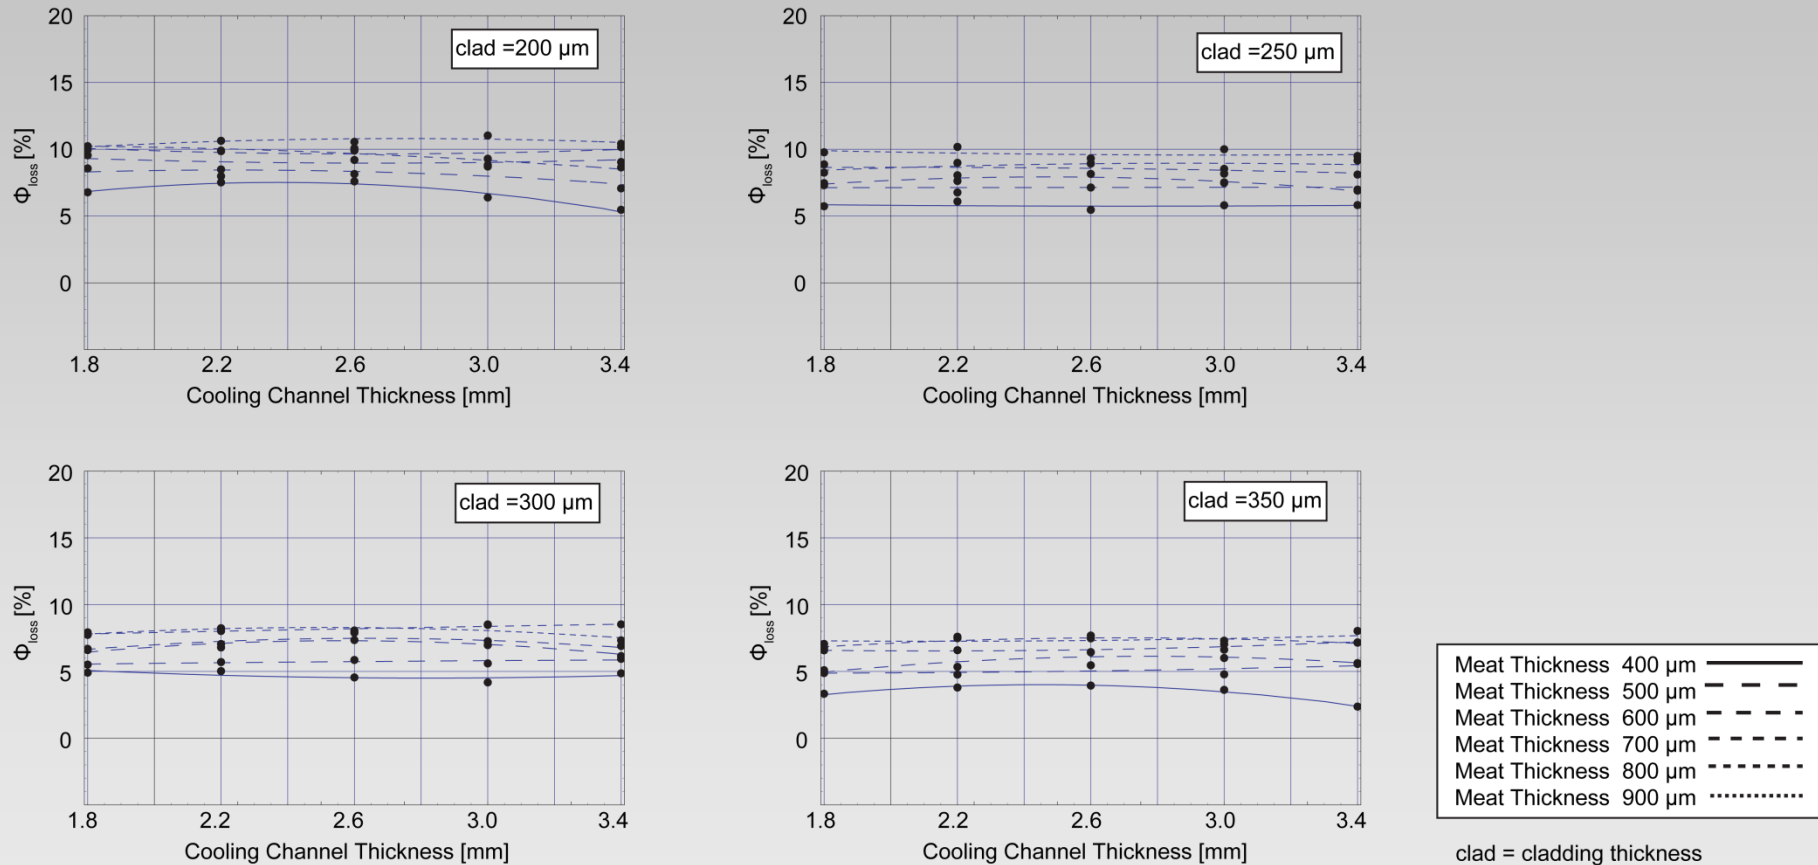 20
15
10
5
0
Φloss [%]
clad =200 µm
1.8 2.2 2.6 3.0 3.4
Cooling Channel Thickness [mm]
20
15
10
5
0
Φloss [%]
clad =250 µm
1.8 2.2 2.6 3.0 3.4
Cooling Channel Thickness [mm]
20
15
10
5
0
Φloss [%]
clad =300 µm
1.8 2.2 2.6 3.0 3.4
Cooling Channel Thickness [mm]
20
15
10
5
0
Φloss [%]
clad =350 µm
1.8 2.2 2.6 3.0 3.4
Cooling Channel Thickness [mm]
Meat Thickness 400 µm
Meat Thickness 500 µm
Meat Thickness 600 µm
Meat Thickness 700 µm
Meat Thickness 800 µm
Meat Thickness 900 µm
clad = cladding thickness